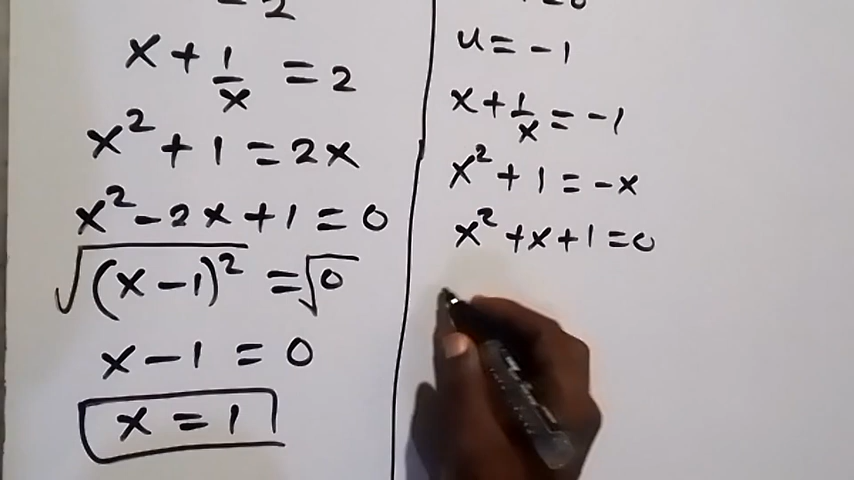 = 2
x + 1/x = 2
x² + 1 = 2x
x² - 2x + 1 = 0
√(x - 1)² = √0
x - 1 = 0
x = 1
u = -1
x + 1/x = -1
x² + 1 = -x
x² + x + 1 = 0